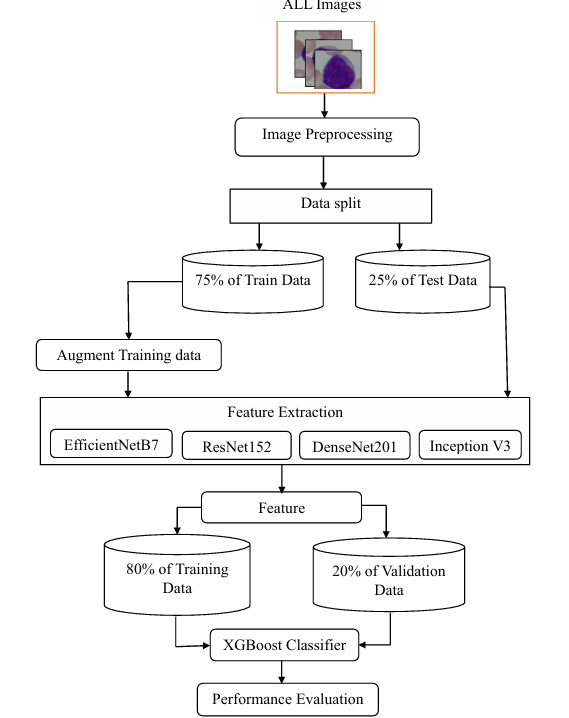 ALL Images
Image Preprocessing
Data split
75% of Train Data
25% of Test Data
Augment Training data
Feature Extraction
EfficientNetB7
ResNet152
DenseNet201
Inception V3
Feature
80% of Training
Data
20% of Validation
Data
XGBoost Classifier
Performance Evaluation